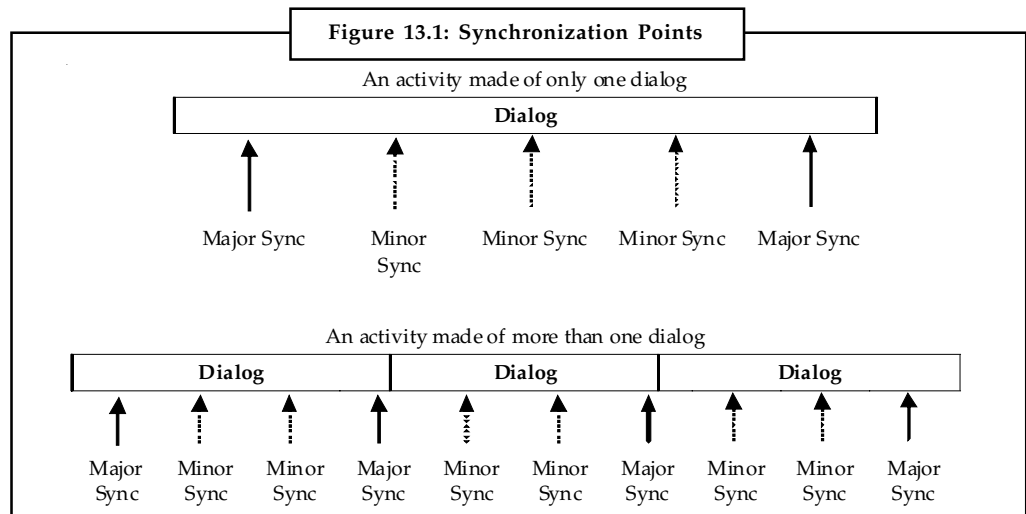 Figure 13.1: Synchronization Points
An activity made of only one dialog
Dialog
Major Sync Minor Sync Minor Sync Minor Sync Major Sync
An activity made of more than one dialog
Dialog Dialog Dialog
Major Minor Minor Major Minor Minor Major Minor Minor Major
Sync Sync Sync Sync Sync Sync Sync Sync Sync Sync